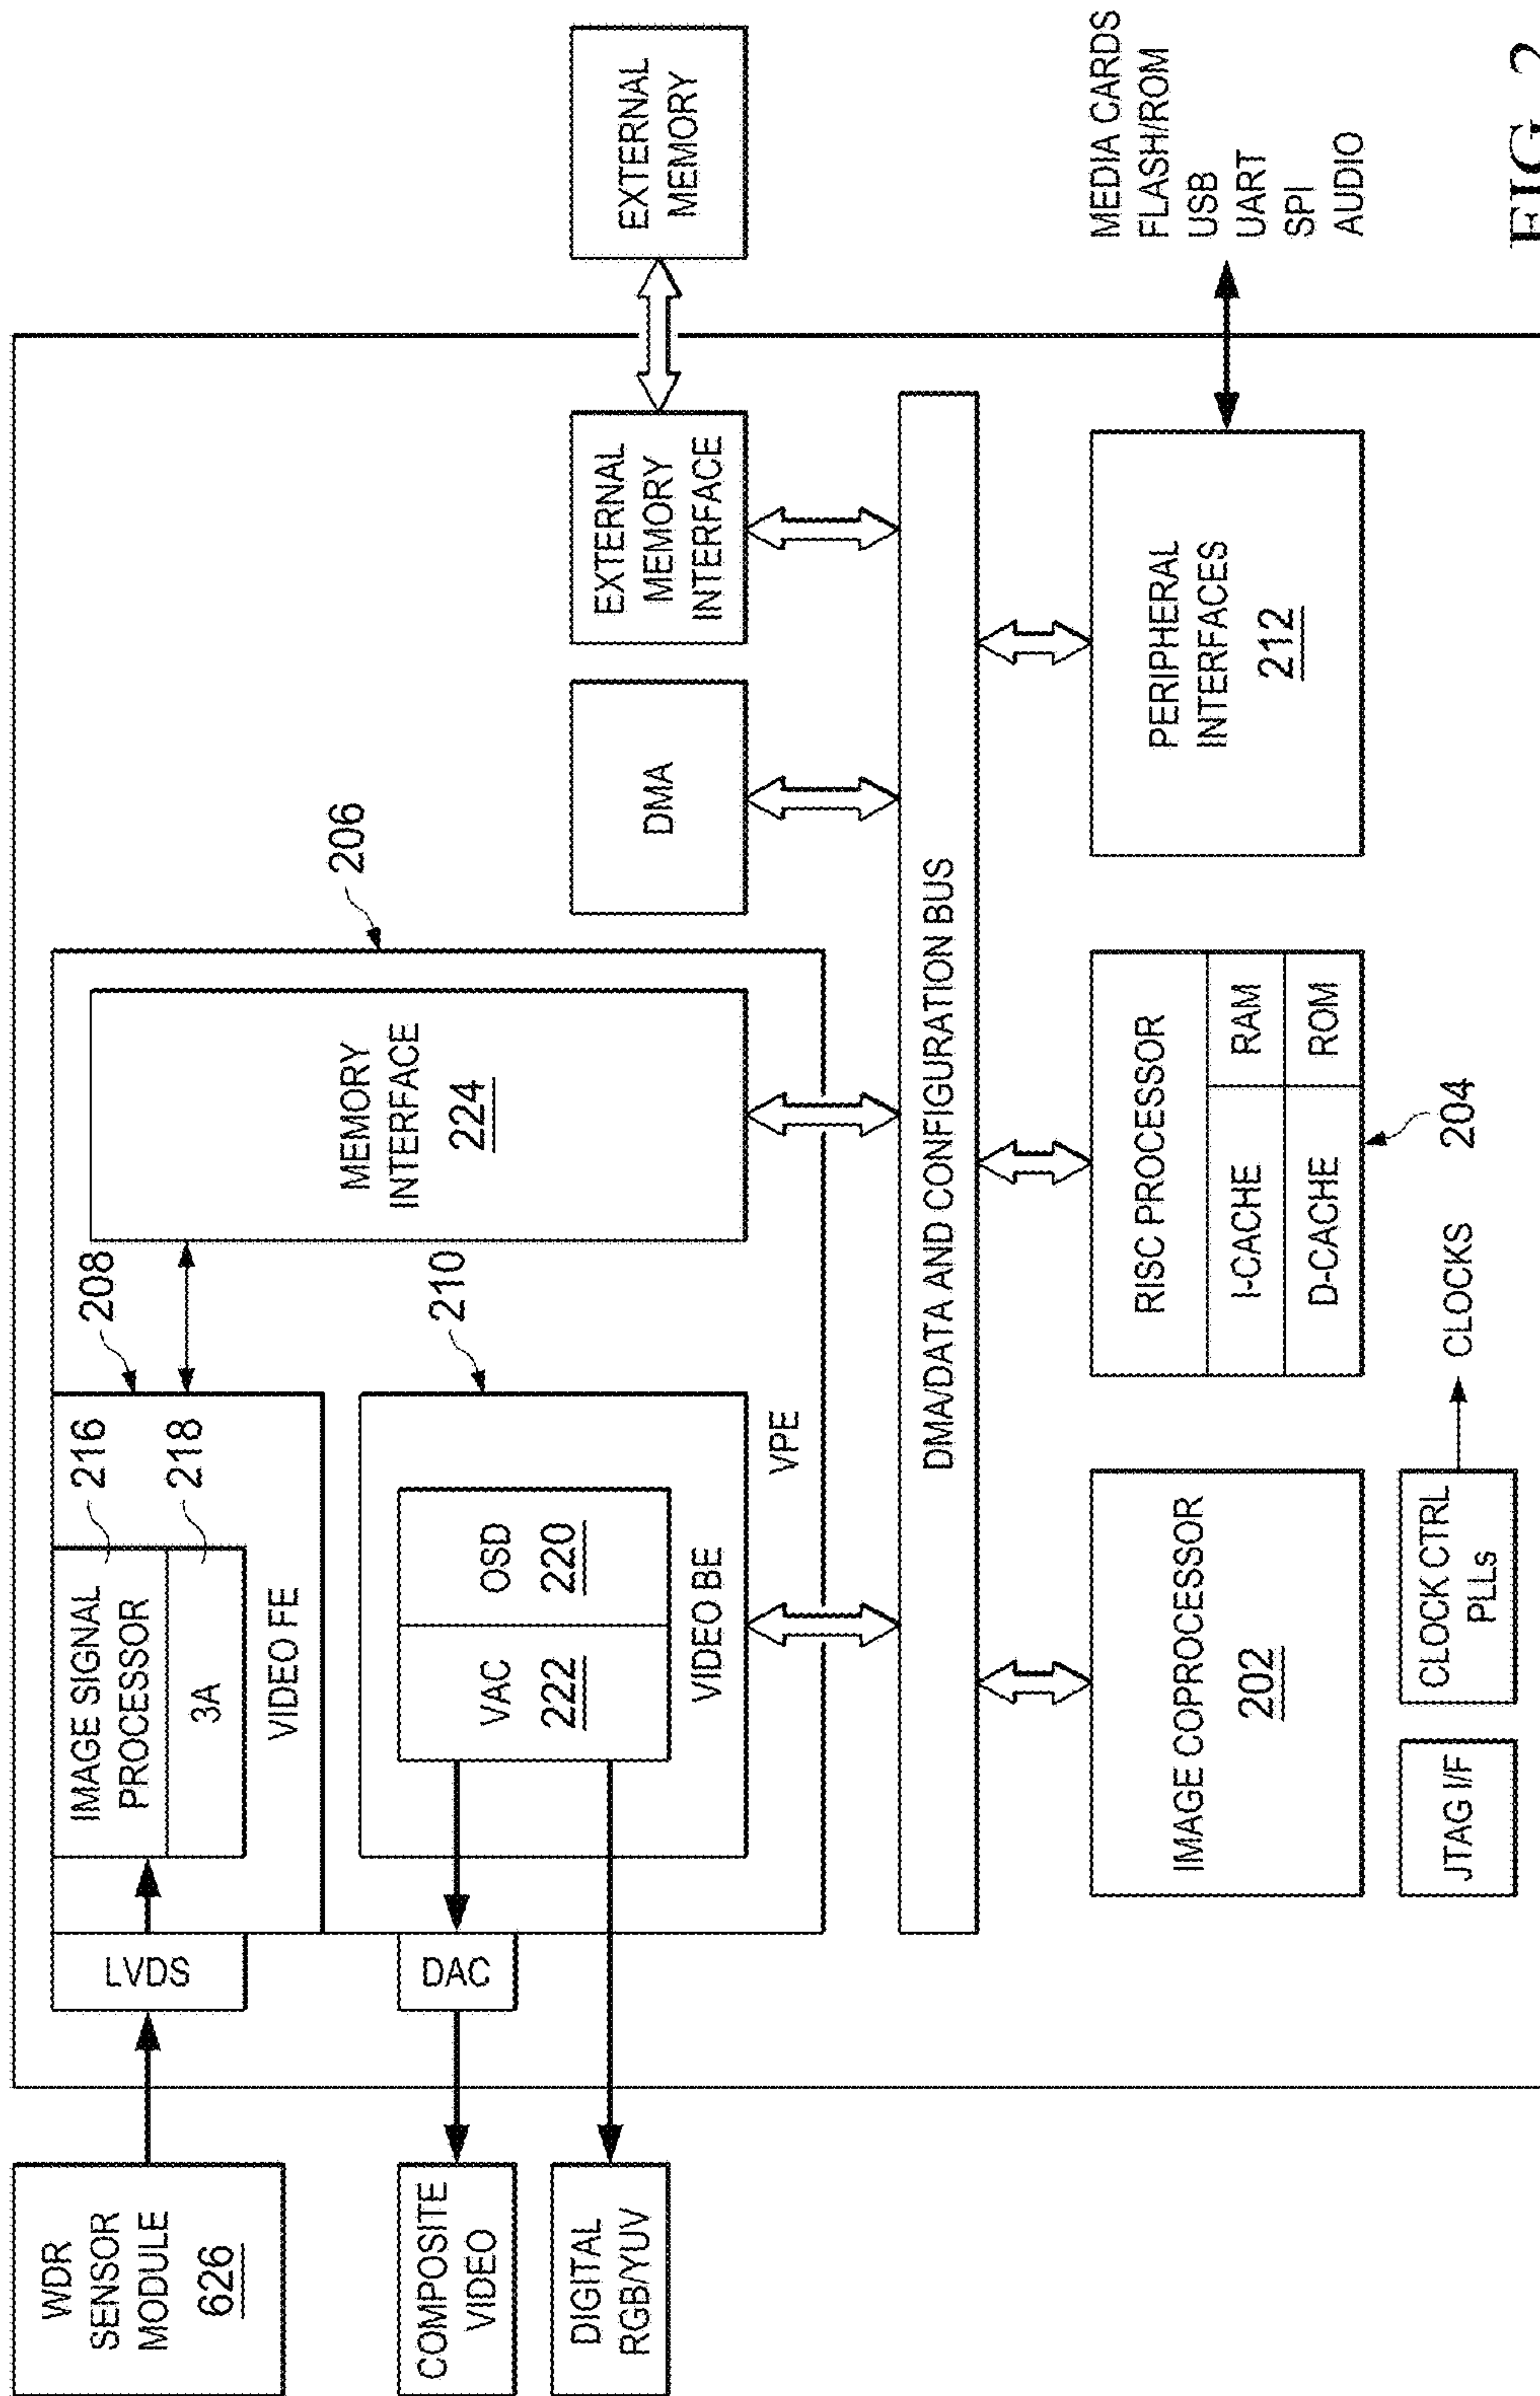 WDR
SENSOR
MODULE
626
COMPOSITE
VIDEO
DIGITAL
RGB/YUV
LVDS
DAC
IMAGE SIGNAL
PROCESSOR
216
3A
218
VIDEO FE
208
VAC
222
OSD
220
VIDEO BE
210
VPE
MEMORY
INTERFACE
224
206
DMA
EXTERNAL
MEMORY
INTERFACE
EXTERNAL
MEMORY
DMA/DATA AND CONFIGURATION BUS
IMAGE COPROCESSOR
202
RISC PROCESSOR
I-CACHE
RAM
D-CACHE
ROM
204
PERIPHERAL
INTERFACES
212
MEDIA CARDS
FLASH/ROM
USB
UART
SPI
AUDIO
JTAG I/F
CLOCK CTRL
PLLs
CLOCKS
FIG. 2